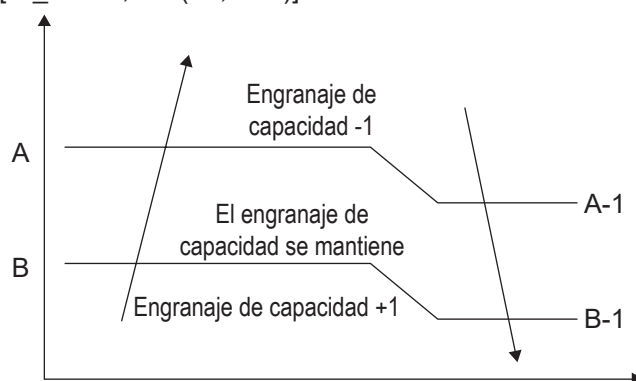 Engranaje de
capacidad -1
A
A-1
El engranaje de
capacidad se mantiene
B
Engranaje de capacidad +1
B-1